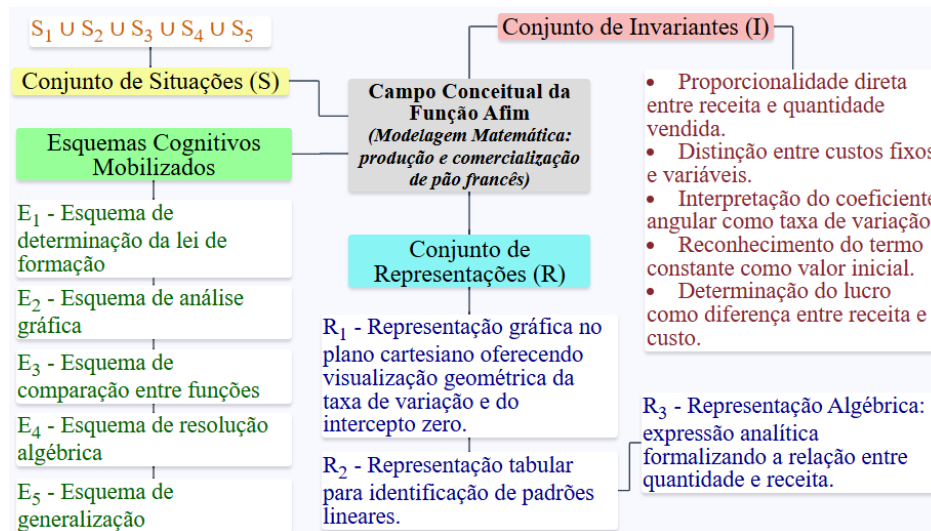 S₁ ∪ S₂ ∪ S₃ ∪ S₄ ∪ S₅
Conjunto de Situações (S)
Esquemas Cognitivos
Mobilizados
E₁ - Esquema de
determinação da lei de
formação
E₂ - Esquema de análise
gráfica
E₃ - Esquema de
comparação entre funções
E₄ - Esquema de resolução
algébrica
E₅ - Esquema de
generalização
Campo Conceitual da
Função Afim
(Modelagem Matemática:
produção e comercialização
de pão francês)
Conjunto de
Representações (R)
R₁ - Representação gráfica no
plano cartesiano oferecendo
visualização geométrica da
taxa de variação e do
intercepto zero.
R₂ - Representação tabular
para identificação de padrões
lineares.
R₃ - Representação Algébrica:
expressão analítica
formalizando a relação entre
quantidade e receita.
Conjunto de Invariantes (I)
• Proporcionalidade direta
entre receita e quantidade
vendida.
• Distinção entre custos fixos
e variáveis.
• Interpretação do coeficiente
angular como taxa de variação
• Reconhecimento do termo
constante como valor inicial.
• Determinação do lucro
como diferença entre receita e
custo.